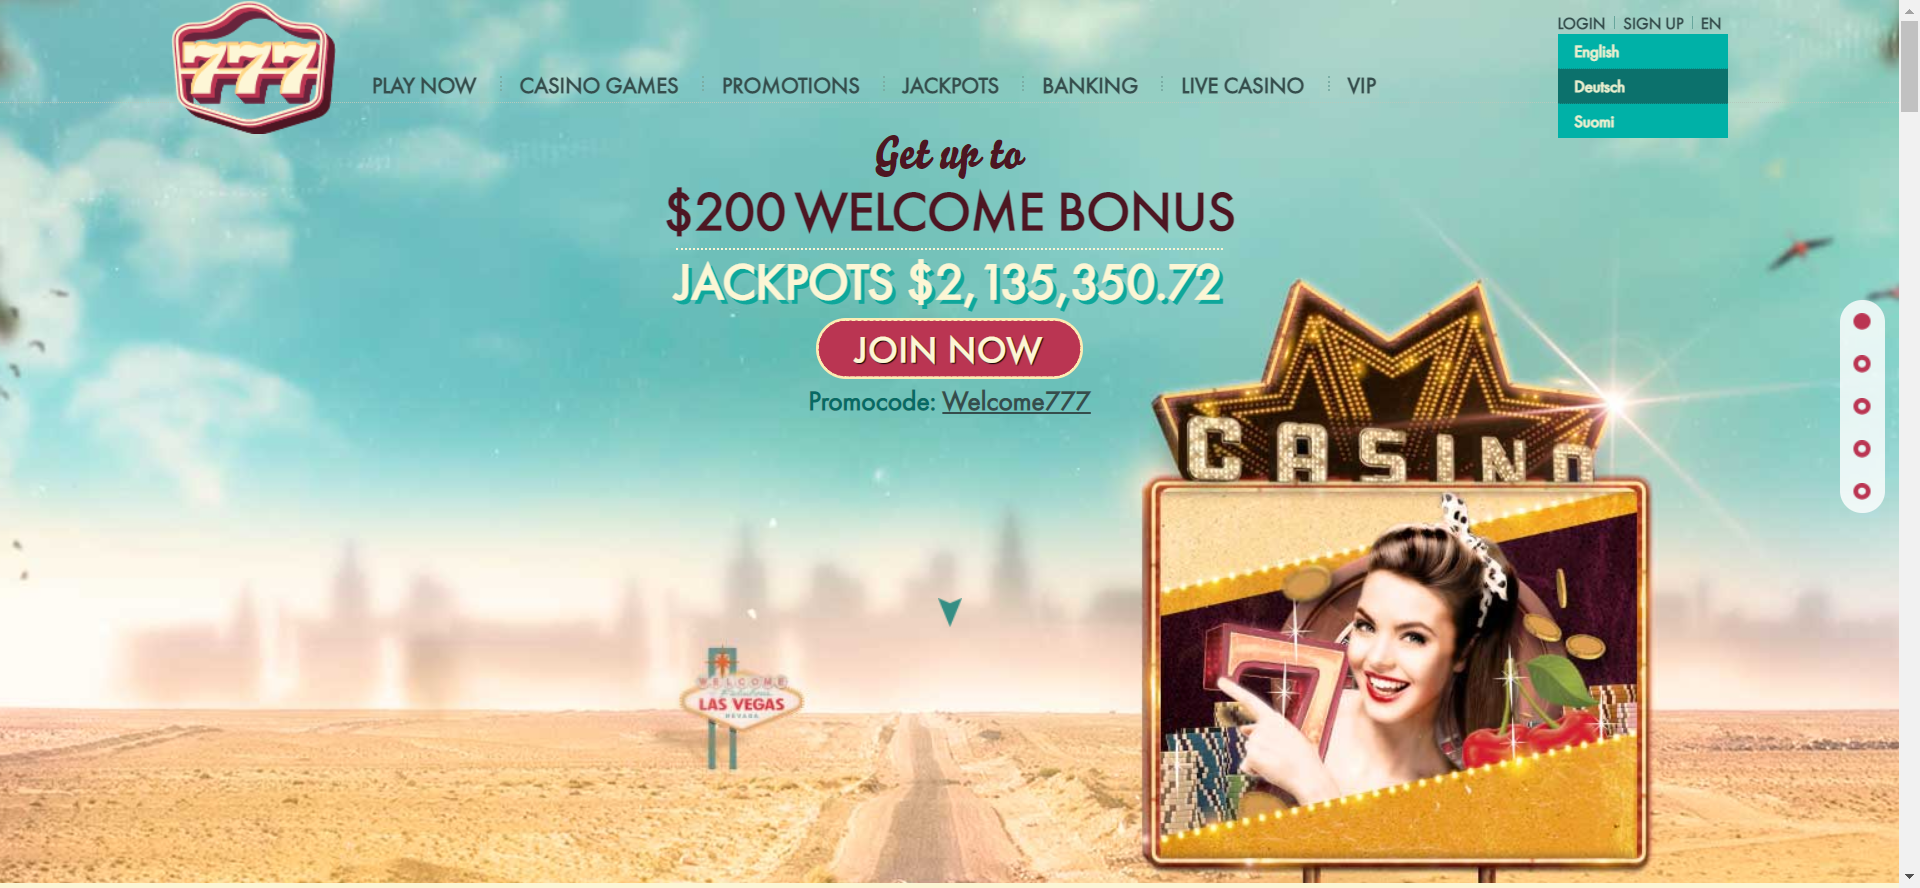 777
LOGIN
SIGN UP
EN
English
Deutsch
Suomi
PLAY NOW
CASINO GAMES
PROMOTIONS
JACKPOTS
BANKING
LIVE CASINO
VIP
Get up to
$200 WELCOME BONUS
JACKPOTS $2,135,350.72
JOIN NOW
Promocode: Welcome777
CASINO
7
WELCOME
to Fabulous
LAS VEGAS
NEVADA